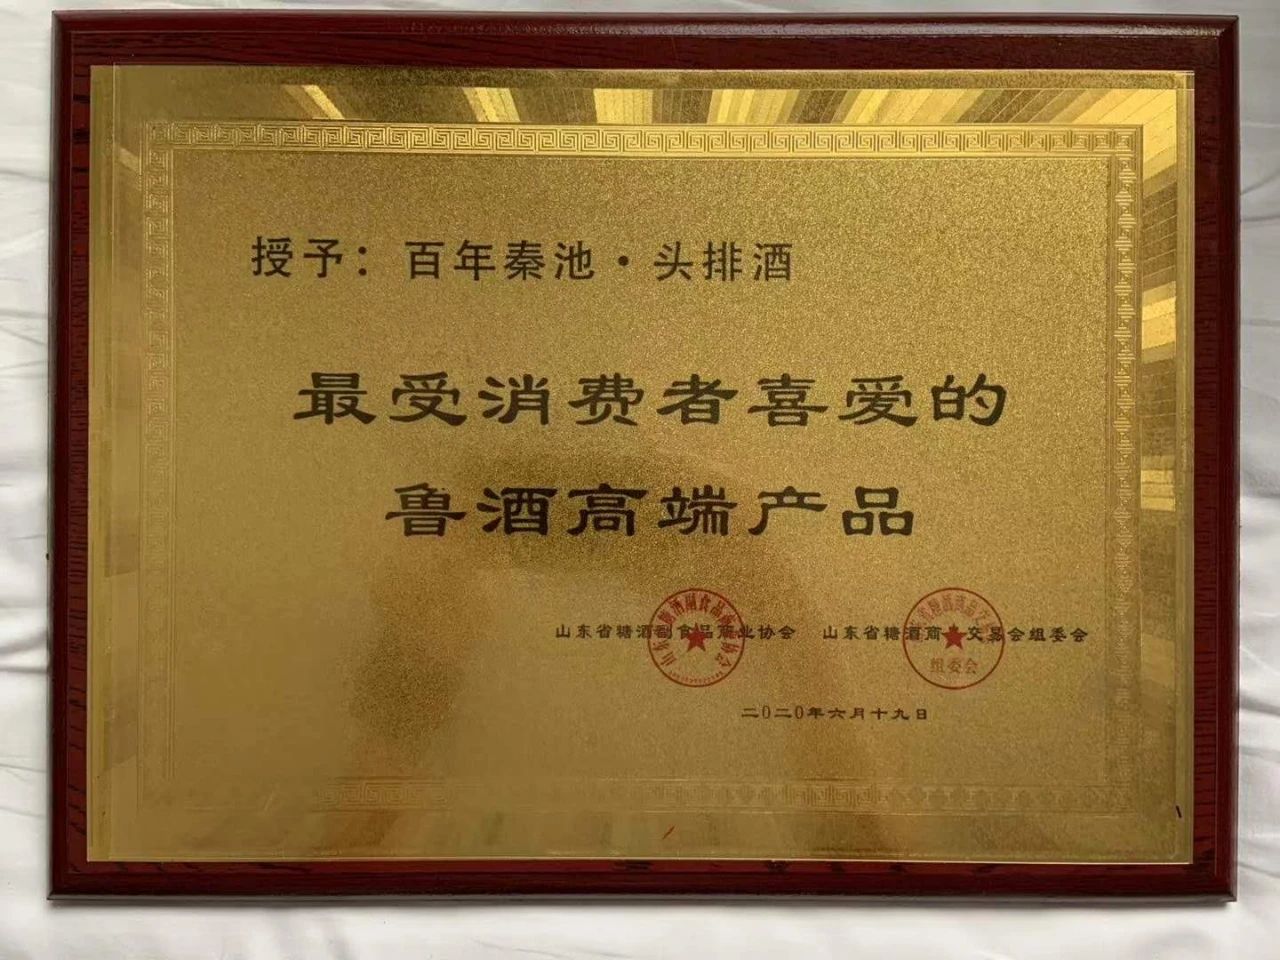 授予：百年秦池·头排酒
最受消费者喜爱的
鲁酒高端产品
山东省糖酒副食品商业协会 山东省糖酒商品交易会组委会
组委会
二0二0年六月十九日